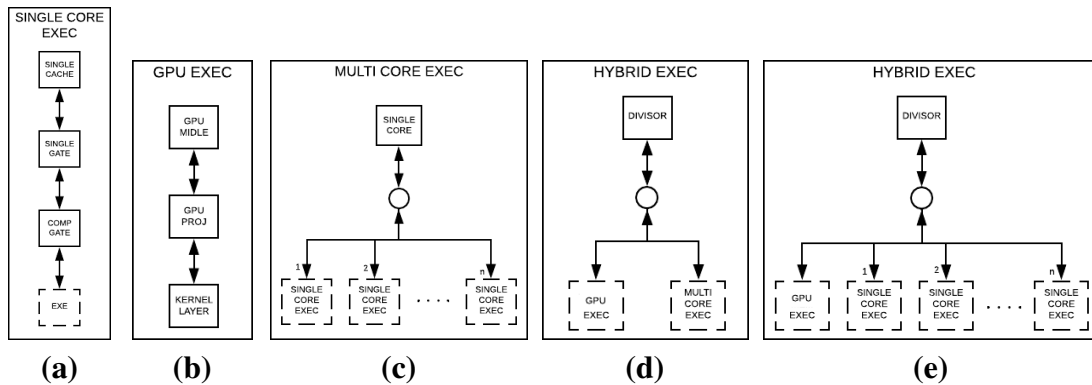 SINGLE CORE
EXEC
SINGLE
CACHE
SINGLE
GATE
COMP
GATE
EXE
(a)
GPU EXEC
GPU
MIDLE
GPU
PROJ
KERNEL
LAYER
(b)
MULTI CORE EXEC
SINGLE
CORE
1
2
n
SINGLE
CORE
EXEC
SINGLE
CORE
EXEC
. . . .
SINGLE
CORE
EXEC
(c)
HYBRID EXEC
DIVISOR
GPU
EXEC
MULTI
CORE
EXEC
(d)
HYBRID EXEC
DIVISOR
1
2
n
GPU
EXEC
SINGLE
CORE
EXEC
SINGLE
CORE
EXEC
. . . .
SINGLE
CORE
EXEC
(e)